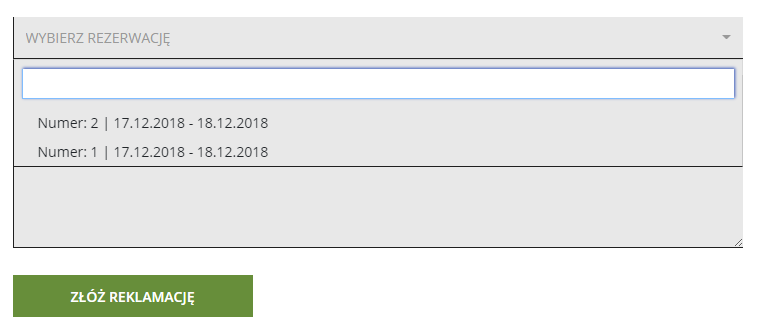 WYBIERZ REZERWACJĘ
Numer: 2 | 17.12.2018 - 18.12.2018
Numer: 1 | 17.12.2018 - 18.12.2018
ZŁÓŻ REKLAMACJĘ